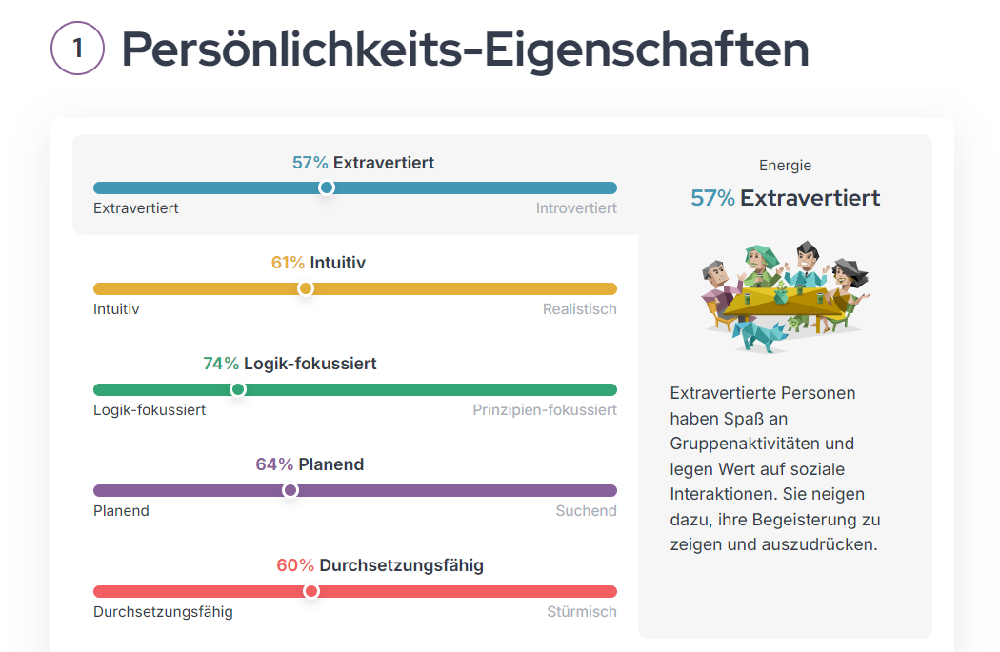 1
Persönlichkeits-Eigenschaften
57% Extravertiert
Extravertiert
Introvertiert
61% Intuitiv
Intuitiv
Realistisch
74% Logik-fokussiert
Logik-fokussiert
Prinzipien-fokussiert
64% Planend
Planend
Suchend
60% Durchsetzungsfähig
Durchsetzungsfähig
Stürmisch
Energie
57% Extravertiert
Extravertierte Personen
haben Spaß an
Gruppenaktivitäten und
legen Wert auf soziale
Interaktionen. Sie neigen
dazu, ihre Begeisterung zu
zeigen und auszudrücken.